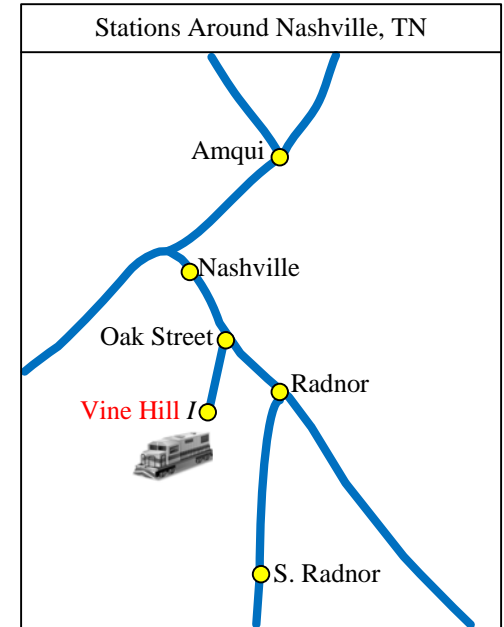 Stations Around Nashville, TN
Amqui
Nashville
Oak Street
Radnor
Vine Hill I
S. Radnor